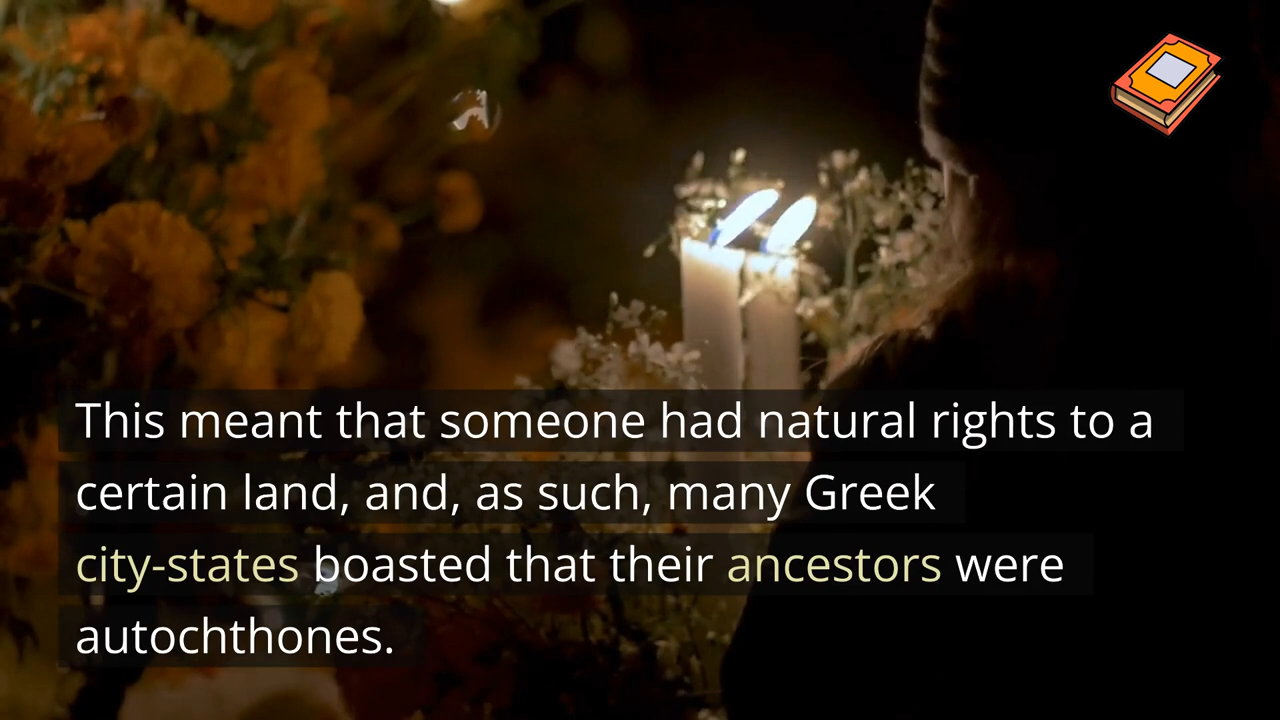 This meant that someone had natural rights to a
certain land, and, as such, many Greek
city-states boasted that their ancestors were
autochthones.